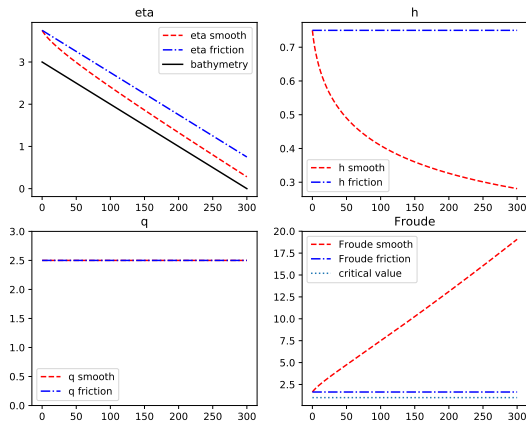 eta
3
2
1
0
eta smooth
eta friction
bathymetry
0 50 100 150 200 250 300
h
0.7
0.6
0.5
0.4
0.3
h smooth
h friction
0 50 100 150 200 250 300
q
3.0
2.5
2.0
1.5
1.0
0.5
0.0
q smooth
q friction
0 50 100 150 200 250 300
Froude
20.0
17.5
15.0
12.5
10.0
7.5
5.0
2.5
Froude smooth
Froude friction
critical value
0 50 100 150 200 250 300